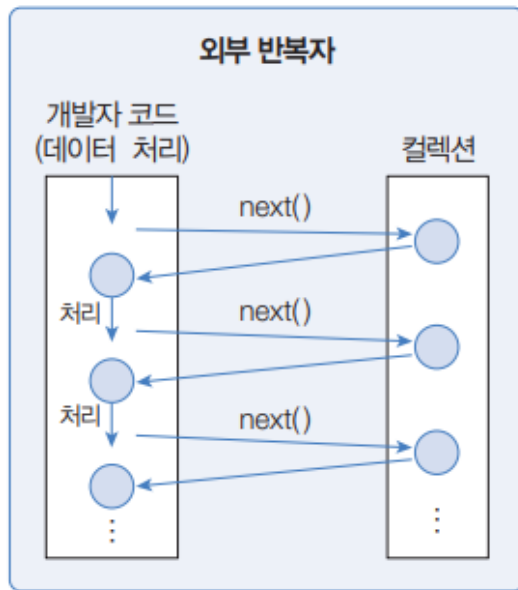 외부 반복자
개발자 코드
(데이터 처리)
컬렉션
next()
처리
next()
처리
next()
⋮
⋮